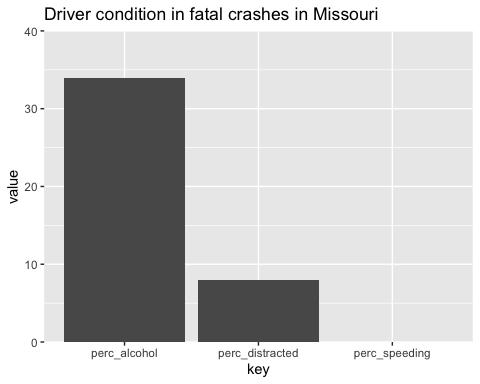 Driver condition in fatal crashes in Missouri
40
30
20
10
0
value
perc_alcohol perc_distracted perc_speeding
key